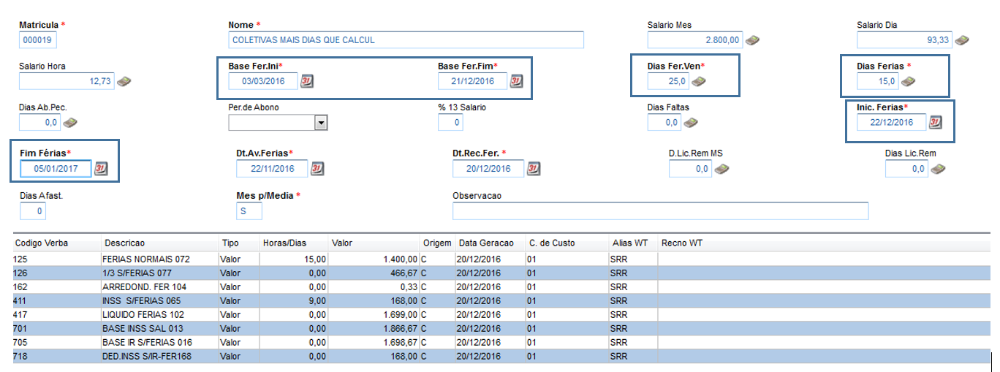 Matricula * Nome * Salario Mes Salario Dia
000019 COLETIVAS MAIS DIAS QUE CALCUL 2.800,00 93,33
Salario Hora Base Fer.Ini* Base Fer.Fim* Dias Fer.Ven* Dias Ferias *
12,73 03/03/2016 31 21/12/2016 31 25,0 15,0
Dias Ab.Pec. Per.de Abono % 13 Salario Dias Faltas Inic. Ferias*
0,0 0 0,0 22/12/2016 31
Fim Férias* Dt.Av.Ferias* Dt.Rec.Fer. * D.Lic.Rem MS Dias Lic.Rem
05/01/2017 31 22/11/2016 31 20/12/2016 31 0,0 0,0
Dias Afast. Mes p/Media * Observacao
0 S
Codigo Verba Descricao Tipo Horas/Dias Valor Origem Data Geracao C. de Custo Alias WT Recno WT
125 FERIAS NORMAIS 072 Valor 15,00 1.400,00 C 20/12/2016 01 SRR
126 1/3 S/FERIAS 077 Valor 0,00 466,67 C 20/12/2016 01 SRR
162 ARREDOND. FER 104 Valor 0,00 0,33 C 20/12/2016 01 SRR
411 INSS S/FERIAS 065 Valor 9,00 168,00 C 20/12/2016 01 SRR
417 LIQUIDO FERIAS 102 Valor 0,00 1.699,00 C 20/12/2016 01 SRR
701 BASE INSS SAL 013 Valor 0,00 1.866,67 C 20/12/2016 01 SRR
705 BASE IR S/FERIAS 016 Valor 0,00 1.698,67 C 20/12/2016 01 SRR
718 DED.INSS S/IR-FER168 Valor 0,00 168,00 C 20/12/2016 01 SRR